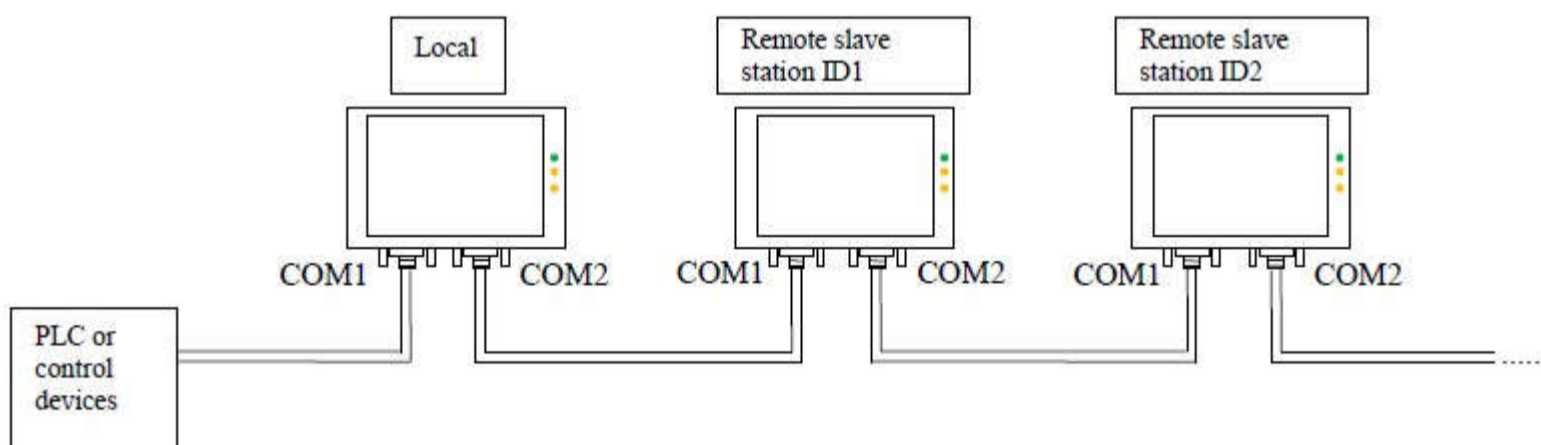 Local
Remote slave
station ID1
Remote slave
station ID2
COM1
COM2
COM1
COM2
COM1
COM2
PLC or
control
devices